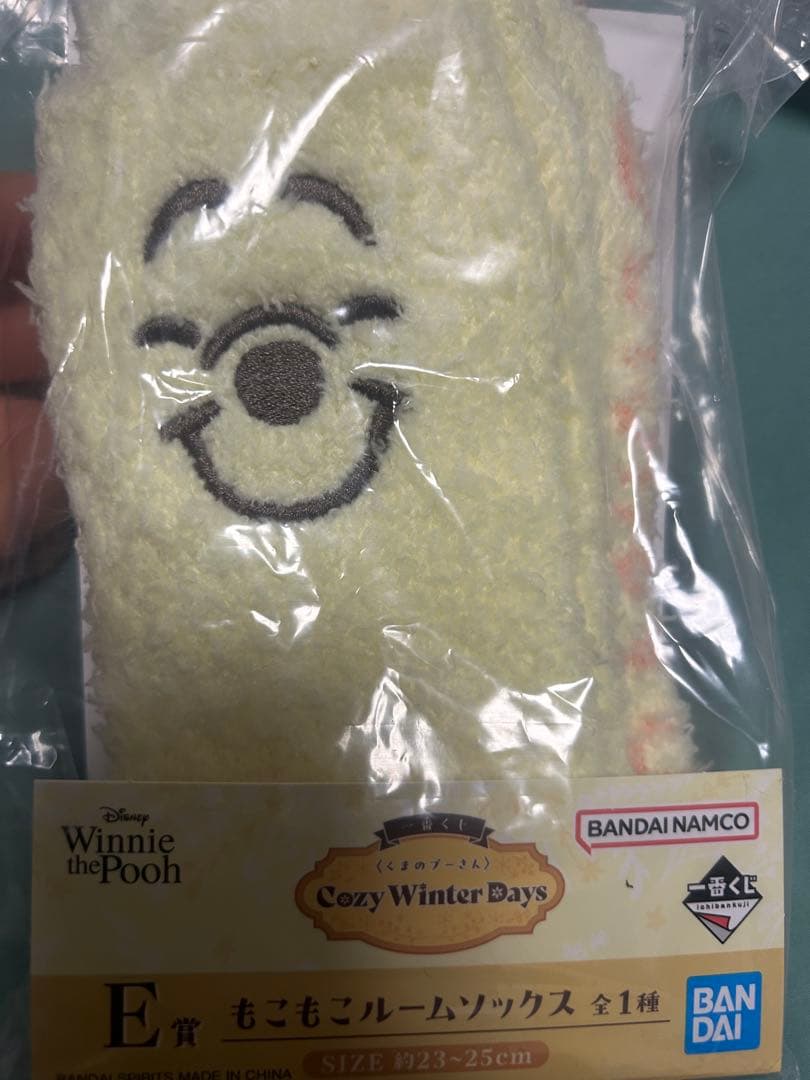 Disney
Winnie
the Pooh
一番くじ
〈くまのプーさん〉
Cozy Winter Days
BANDAI NAMCO
一番くじ
ichibankuji
E賞 もこもこルームソックス 全1種
SIZE 約23~25cm
BAN
DAI
BANDAI SPIRITS MADE IN CHINA